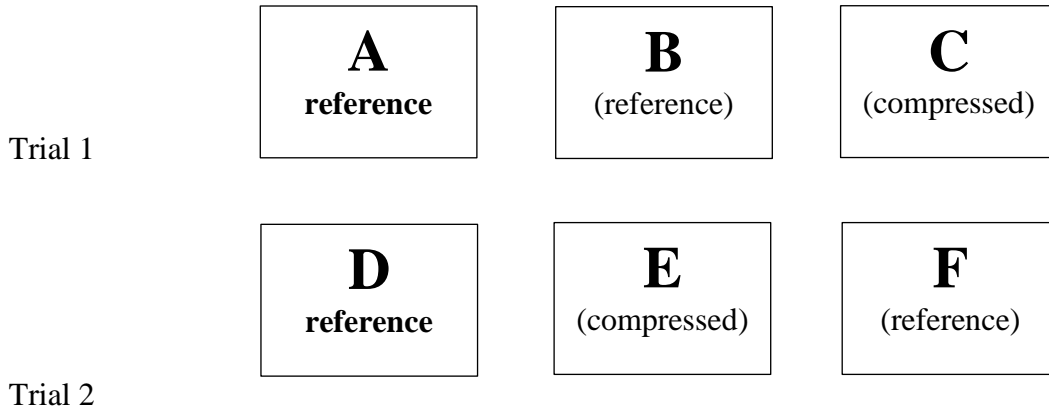 A B C
reference (reference) (compressed)
Trial 1
D E F
reference (compressed) (reference)
Trial 2